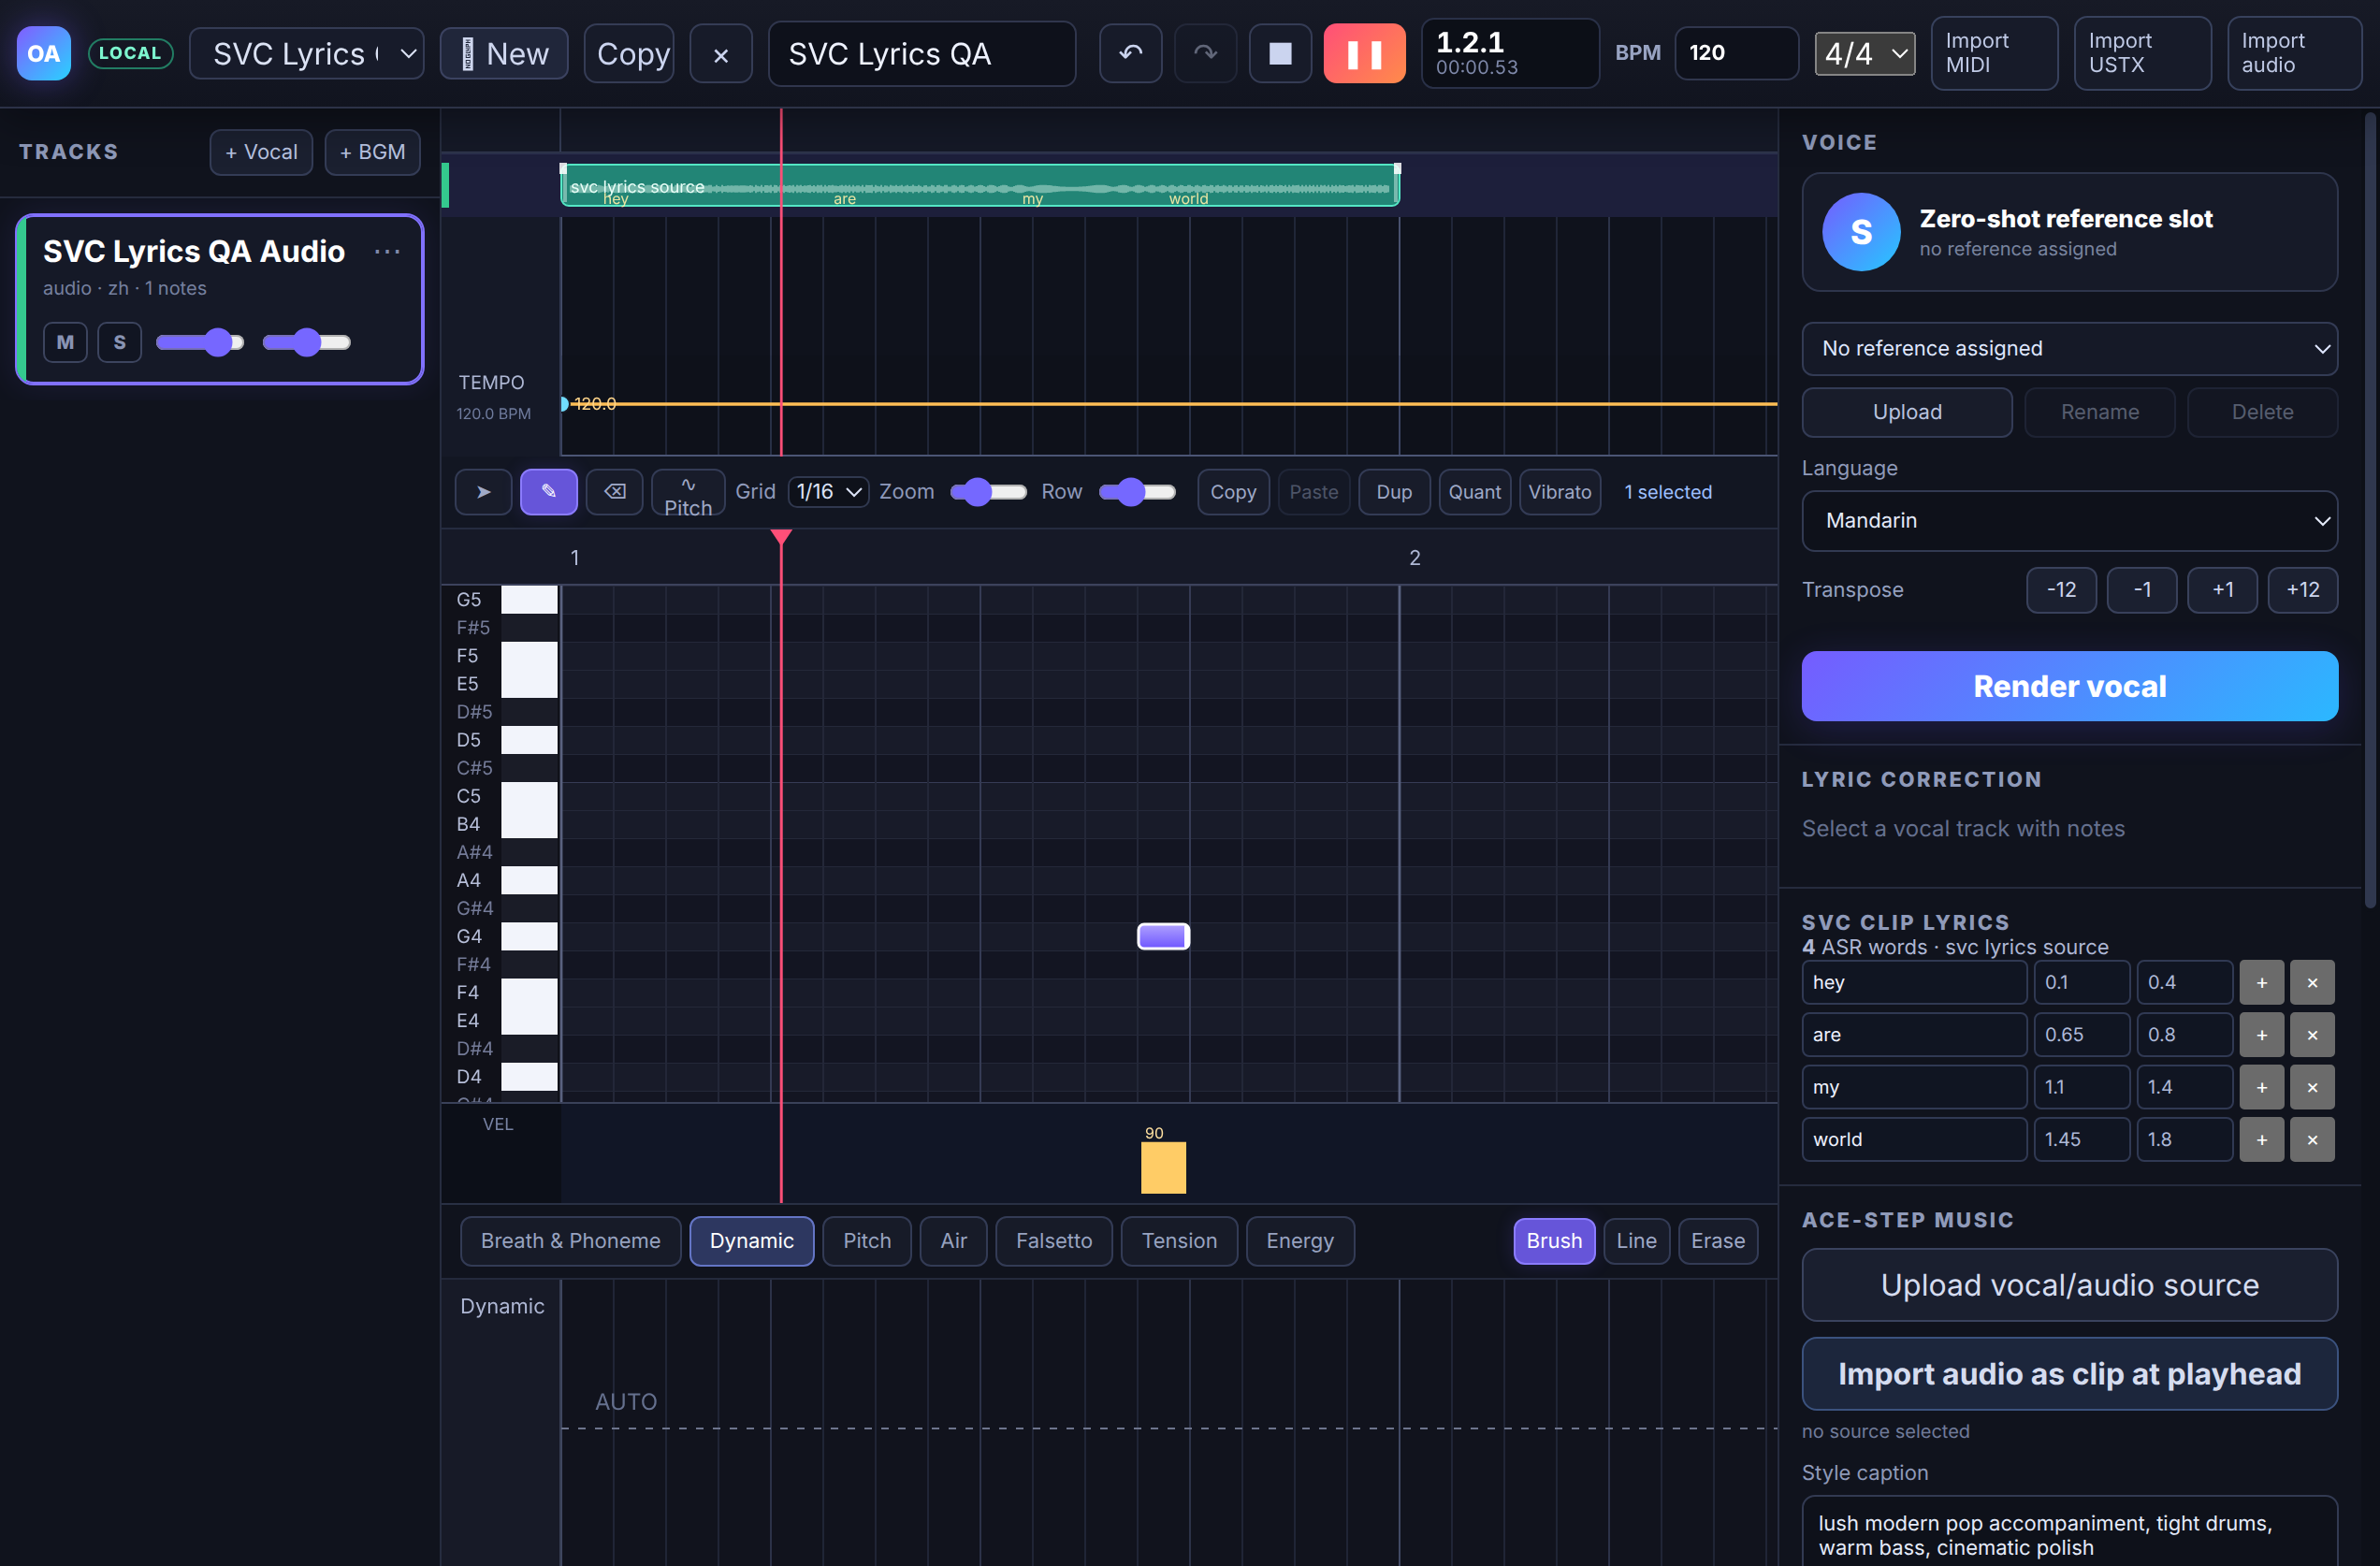 OA
LOCAL
SVC Lyrics
New
Copy
×
SVC Lyrics QA
1.2.1
00:00.53
BPM
120
4/4
Import
MIDI
Import
USTX
Import
audio
TRACKS
+ Vocal
+ BGM
SVC Lyrics QA Audio
···
audio · zh · 1 notes
M
S
svc lyrics source
hey
are
my
world
TEMPO
120.0 BPM
120.0
Pitch
Grid
1/16
Zoom
Row
Copy
Paste
Dup
Quant
Vibrato
1 selected
1
2
G5
F#5
F5
E5
D#5
D5
C#5
C5
B4
A#4
A4
G#4
G4
F#4
F4
E4
D#4
D4
C#4
VEL
90
Breath & Phoneme
Dynamic
Pitch
Air
Falsetto
Tension
Energy
Brush
Line
Erase
Dynamic
AUTO
VOICE
S
Zero-shot reference slot
no reference assigned
No reference assigned
Upload
Rename
Delete
Language
Mandarin
Transpose
-12
-1
+1
+12
Render vocal
LYRIC CORRECTION
Select a vocal track with notes
SVC CLIP LYRICS
4 ASR words · svc lyrics source
hey 0.1 0.4 + ×
are 0.65 0.8 + ×
my 1.1 1.4 + ×
world 1.45 1.8 + ×
ACE-STEP MUSIC
Upload vocal/audio source
Import audio as clip at playhead
no source selected
Style caption
lush modern pop accompaniment, tight drums,
warm bass, cinematic polish